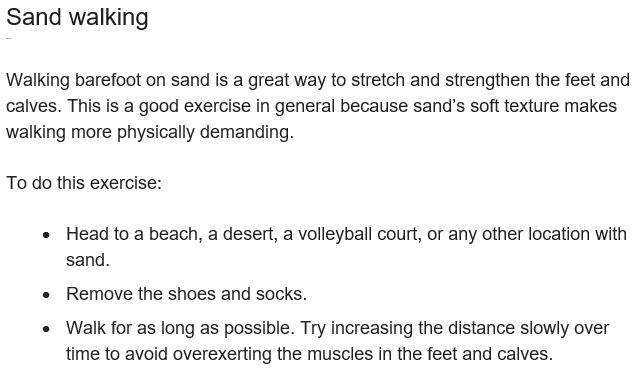 Sand walking
Walking barefoot on sand is a great way to stretch and strengthen the feet and
calves. This is a good exercise in general because sand’s soft texture makes
walking more physically demanding.
To do this exercise:
• Head to a beach, a desert, a volleyball court, or any other location with
sand.
• Remove the shoes and socks.
• Walk for as long as possible. Try increasing the distance slowly over
time to avoid overexerting the muscles in the feet and calves.